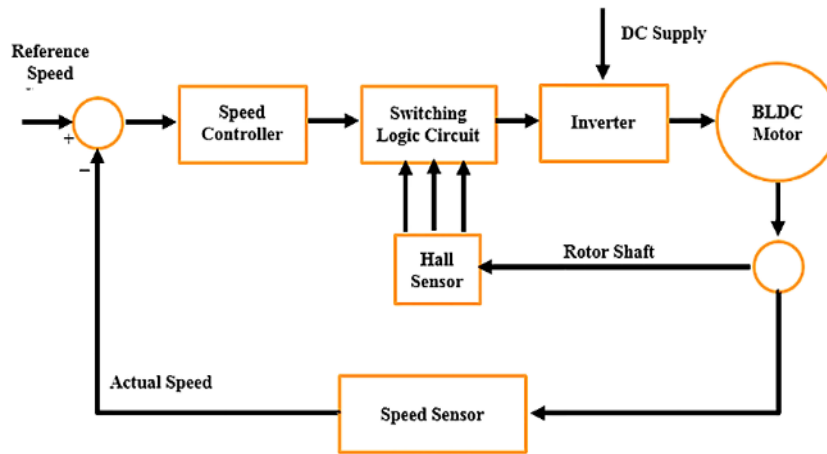 Reference
Speed
+
−
Speed
Controller
Switching
Logic Circuit
DC Supply
Inverter
BLDC
Motor
Hall
Sensor
Rotor Shaft
Actual Speed
Speed Sensor